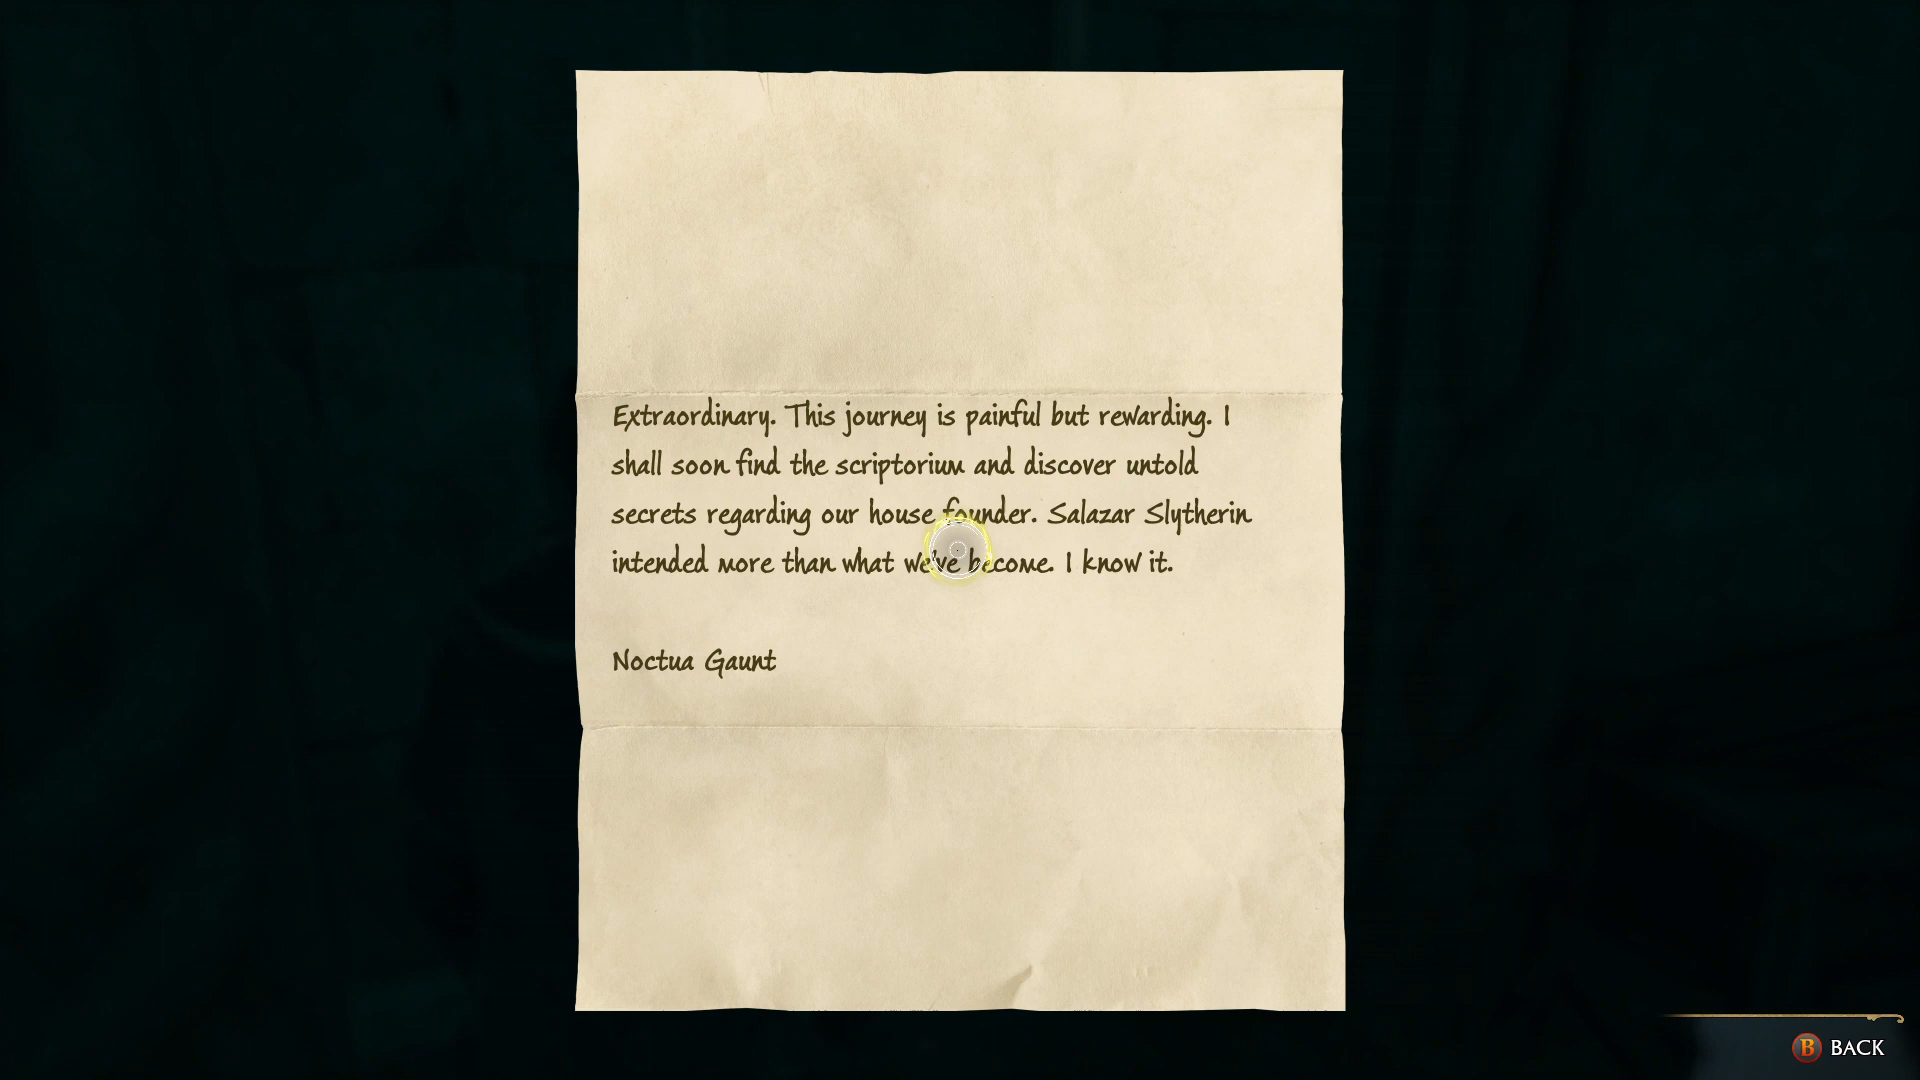 Extraordinary. This journey is painful but rewarding. I
shall soon find the scriptorium and discover untold
secrets regarding our house founder. Salazar Slytherin
intended more than what we've become. I know it.
Noctua Gaunt
B BACK